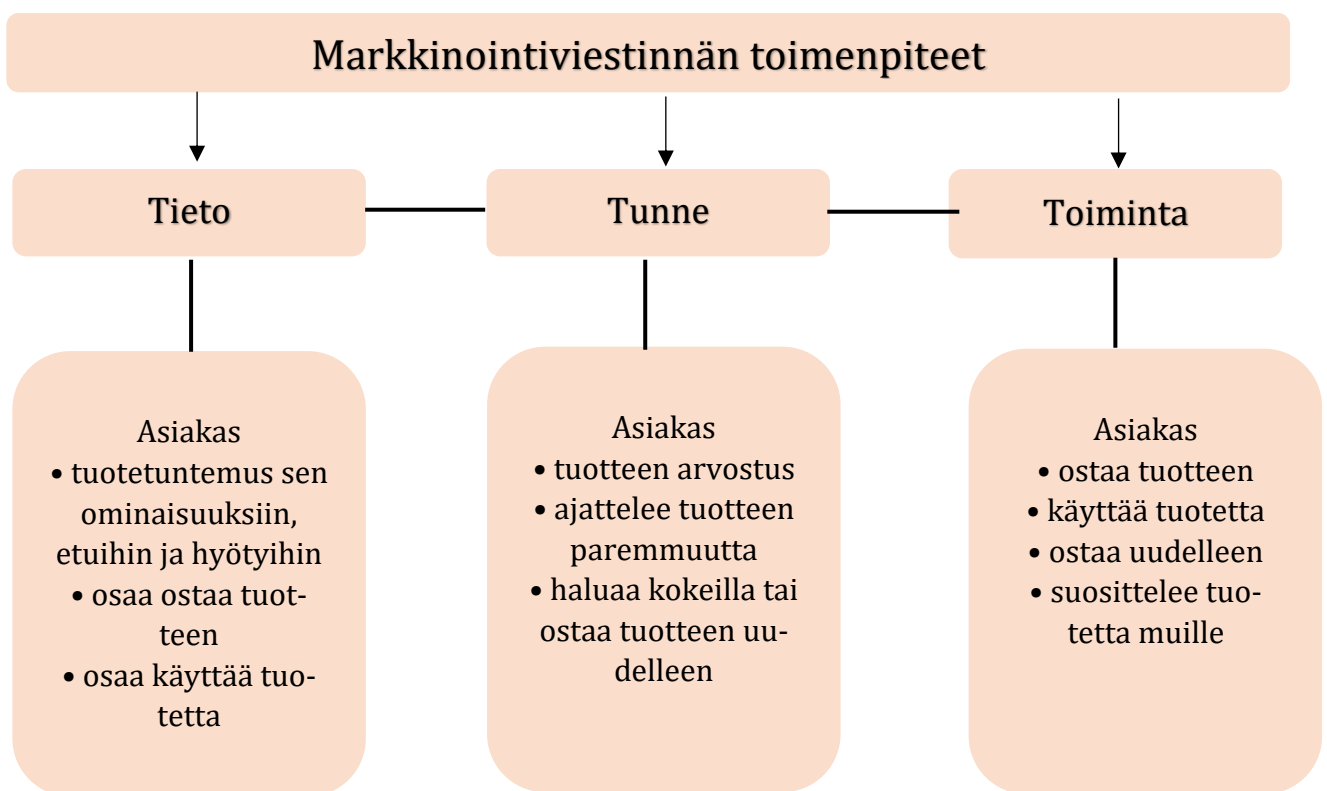 Markkinointiviestinnän toimenpiteet
Tieto
Tunne
Toiminta
Asiakas
• tuotetuntemus sen
ominaisuuksiin,
etuihin ja hyötyihin
• osaa ostaa tuot-
teen
• osaa käyttää tuo-
tetta
Asiakas
• tuotteen arvostus
• ajattelee tuotteen
paremmuutta
• haluaa kokeilla tai
ostaa tuotteen uu-
delleen
Asiakas
• ostaa tuotteen
• käyttää tuotetta
• ostaa uudelleen
• suosittelee tuo-
tetta muille